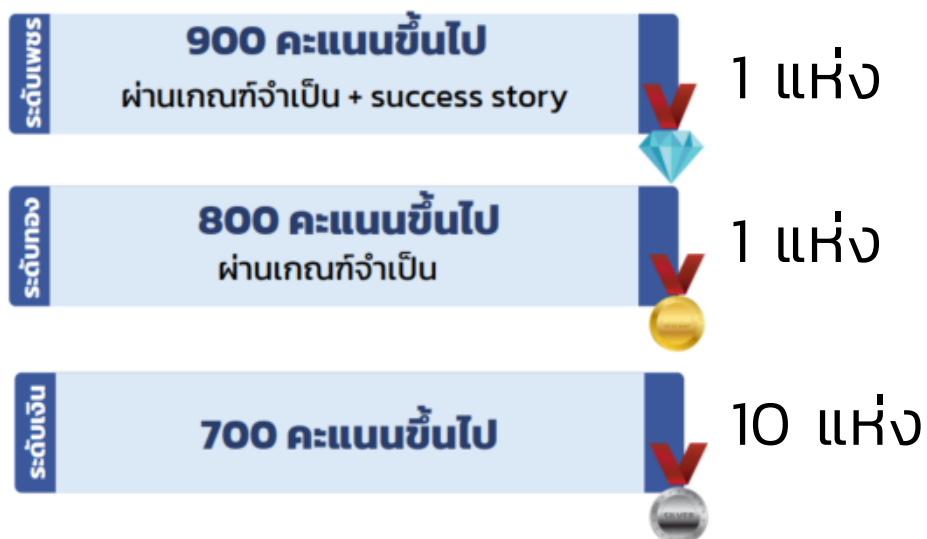 ระดับเพชร
900 คะแนนขึ้นไป
ผ่านเกณฑ์จำเป็น + success story
1 แห่ง
ระดับทอง
800 คะแนนขึ้นไป
ผ่านเกณฑ์จำเป็น
1 แห่ง
ระดับเงิน
700 คะแนนขึ้นไป
10 แห่ง
SILVER